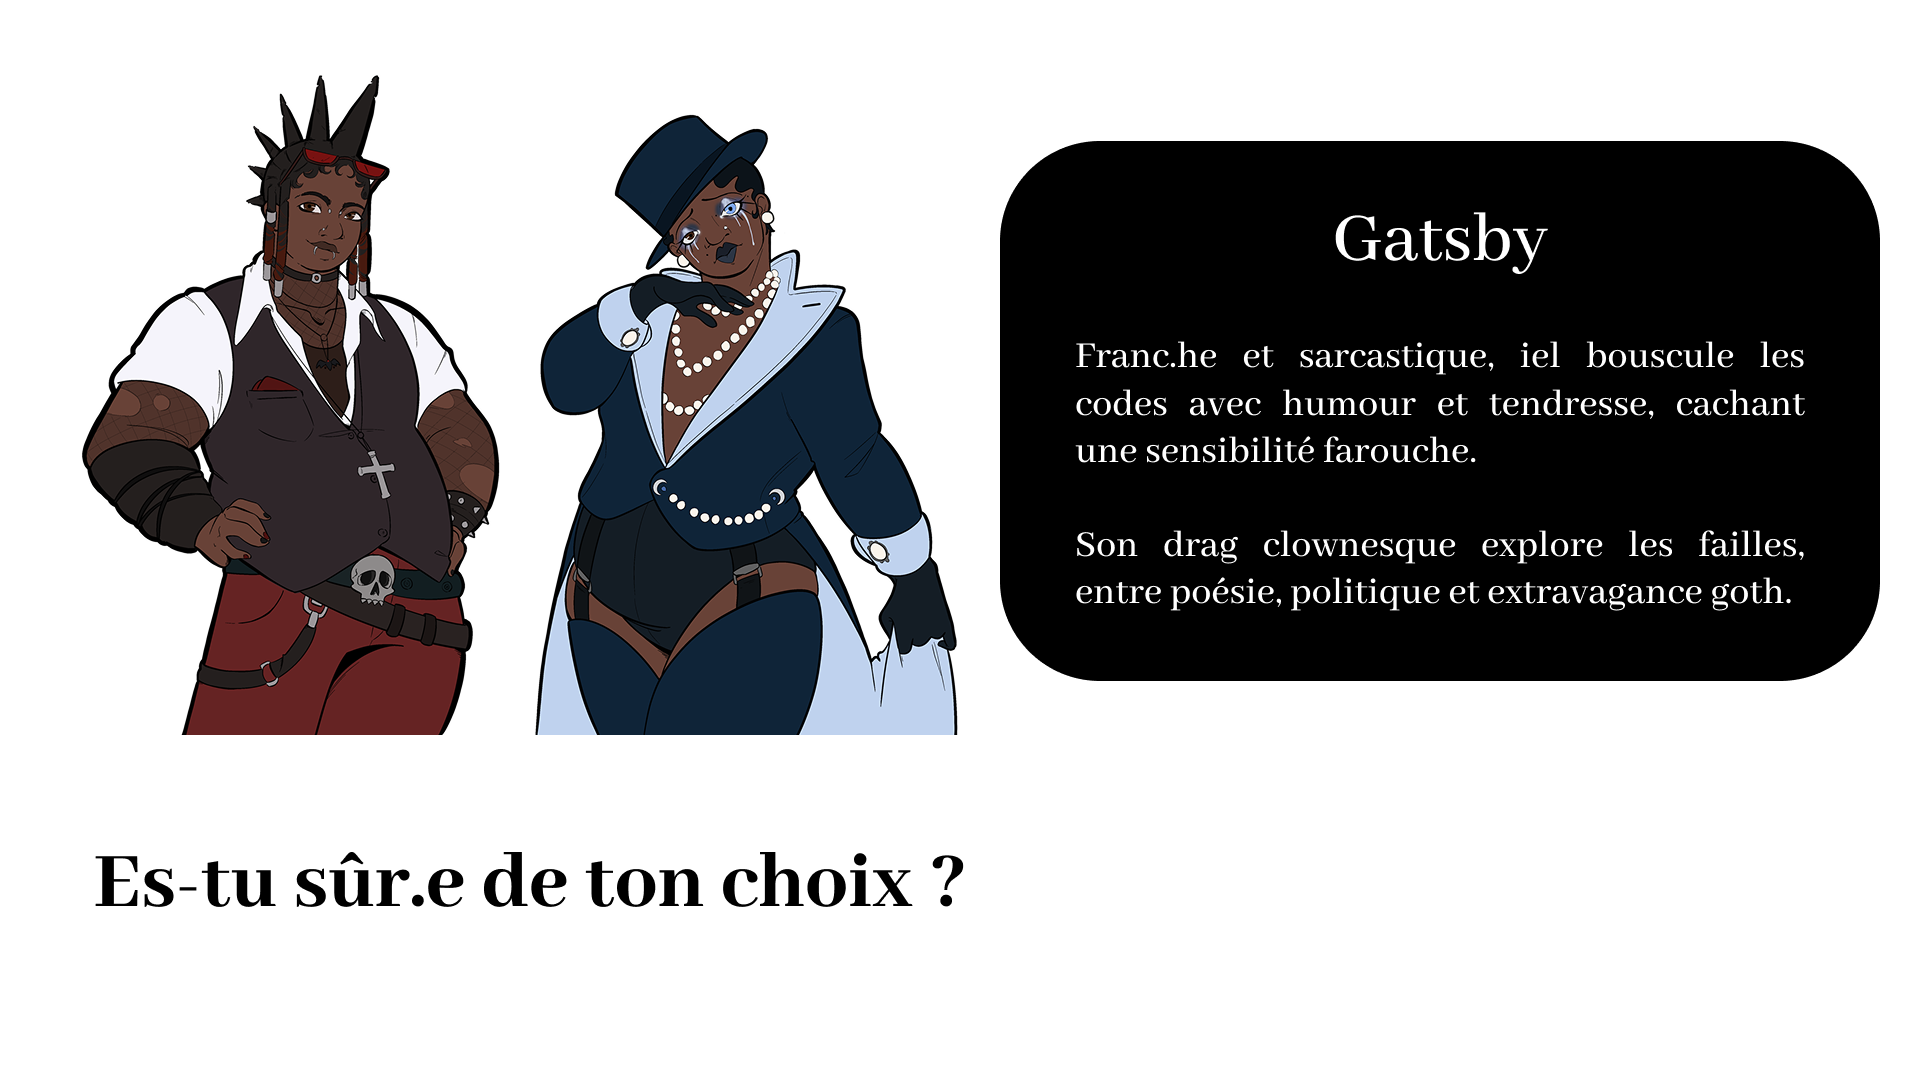 Gatsby
Franc.he et sarcastique, iel bouscule les
codes avec humour et tendresse, cachant
une sensibilité farouche.
Son drag clownesque explore les failles,
entre poésie, politique et extravagance goth.
Es-tu sûr.e de ton choix ?